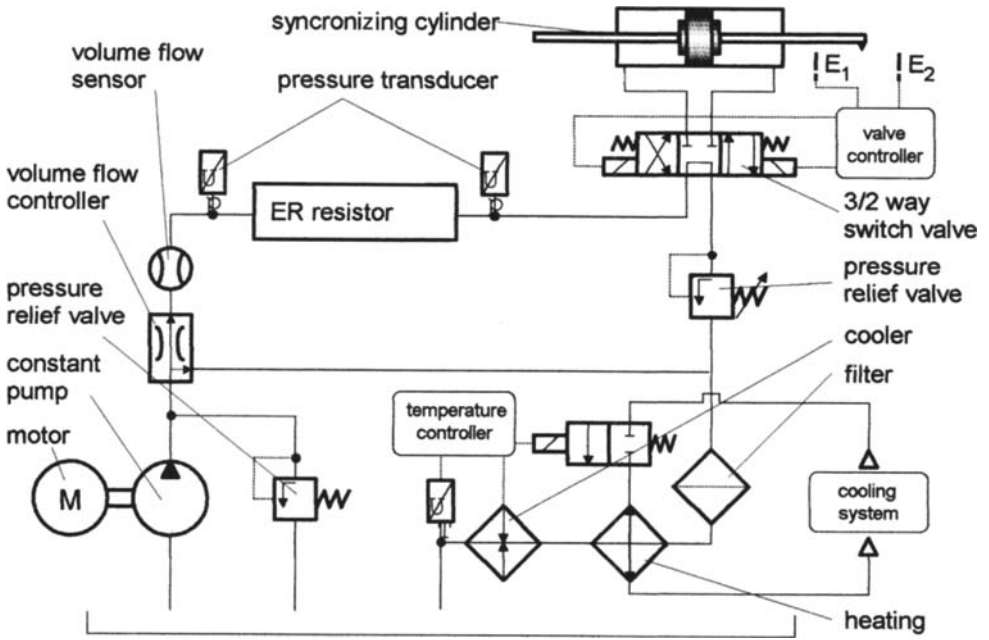 syncronizing cylinder
volume flow
sensor
pressure transducer
E1
E2
valve
controller
volume flow
controller
U
p
U
p
ER resistor
3/2 way
switch valve
pressure
relief valve
pressure
relief valve
cooler
constant
pump
filter
temperature
controller
motor
M
U
cooling
system
heating